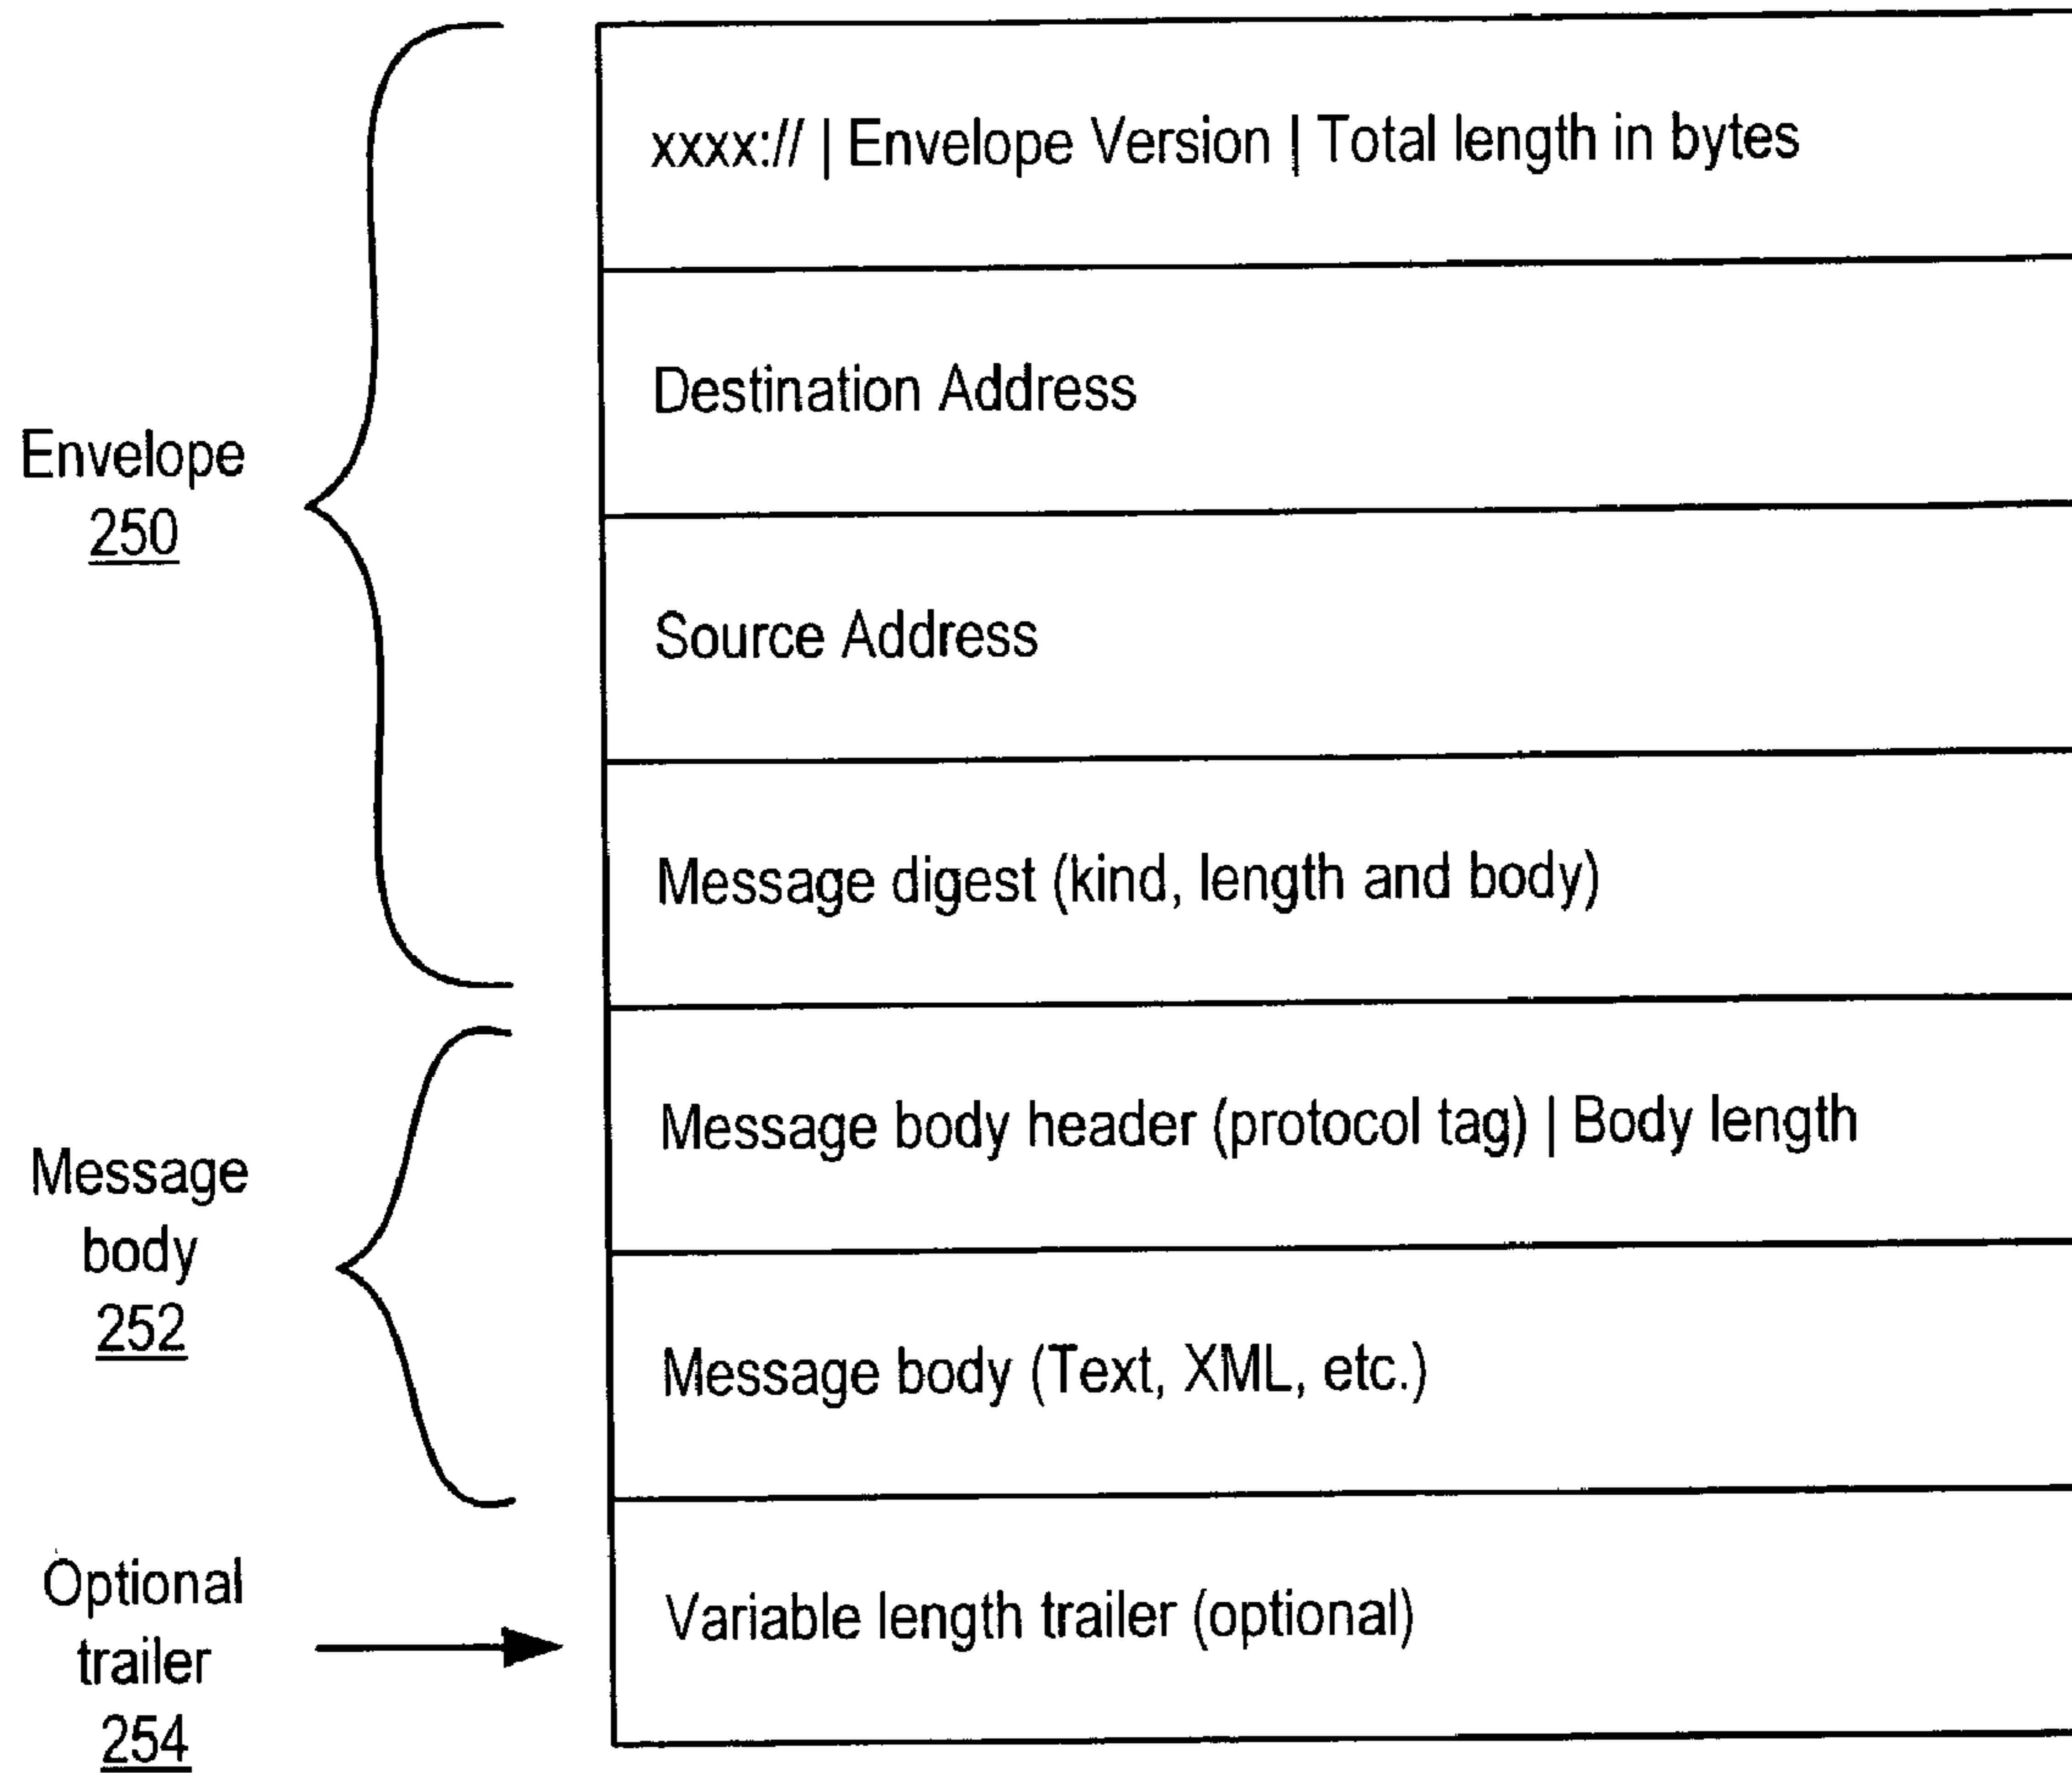 xxxx:// | Envelope Version | Total length in bytes
Destination Address
Envelope
250
Source Address
Message digest (kind, length and body)
Message body header (protocol tag) | Body length
Message
body
252
Message body (Text, XML, etc.)
Optional
trailer
254
Variable length trailer (optional)